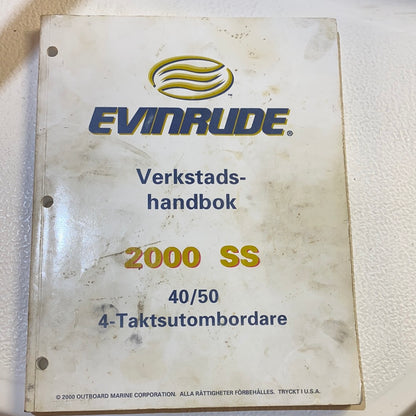 EVINRUDE®
Verkstads-
handbok
2000 SS
40/50
4-Taktsutombordare
© 2000 OUTBOARD MARINE CORPORATION. ALLA RÄTTIGHETER FÖRBEHÅLLES. TRYCKT I U.S.A.